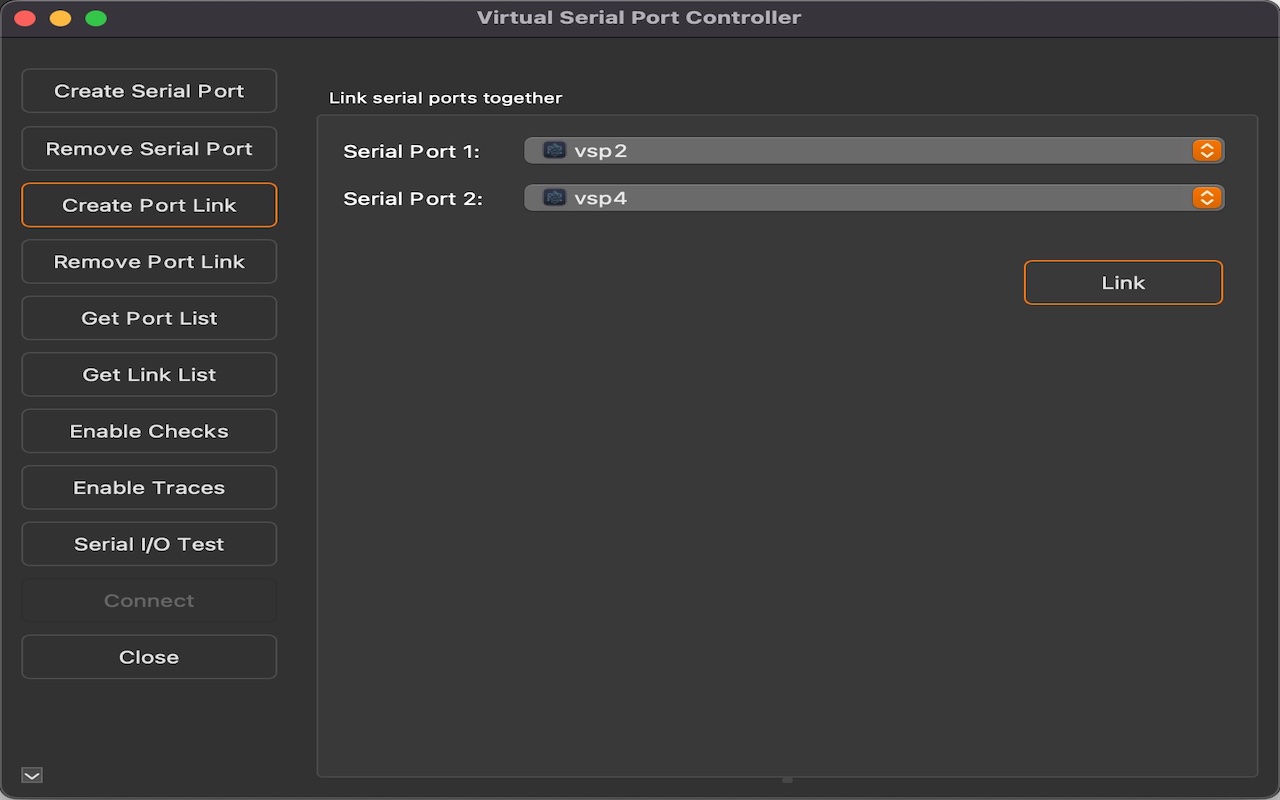 Virtual Serial Port Controller
Create Serial Port
Remove Serial Port
Create Port Link
Remove Port Link
Get Port List
Get Link List
Enable Checks
Enable Traces
Serial I/O Test
Connect
Close
Link serial ports together
Serial Port 1: vsp2
Serial Port 2: vsp4
Link